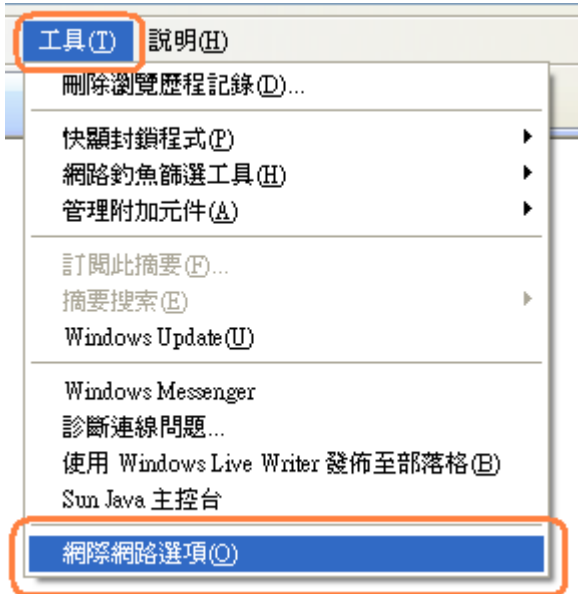 工具(T) 說明(H)
刪除瀏覽歷程記錄(D)...
快顯封鎖程式(P)
網路釣魚篩選工具(H)
管理附加元件(A)
訂閱此摘要(F)...
摘要搜索(E)
Windows Update(U)
Windows Messenger
診斷連線問題...
使用 Windows Live Writer 發佈至部落格(B)
Sun Java 主控台
網際網路選項(O)